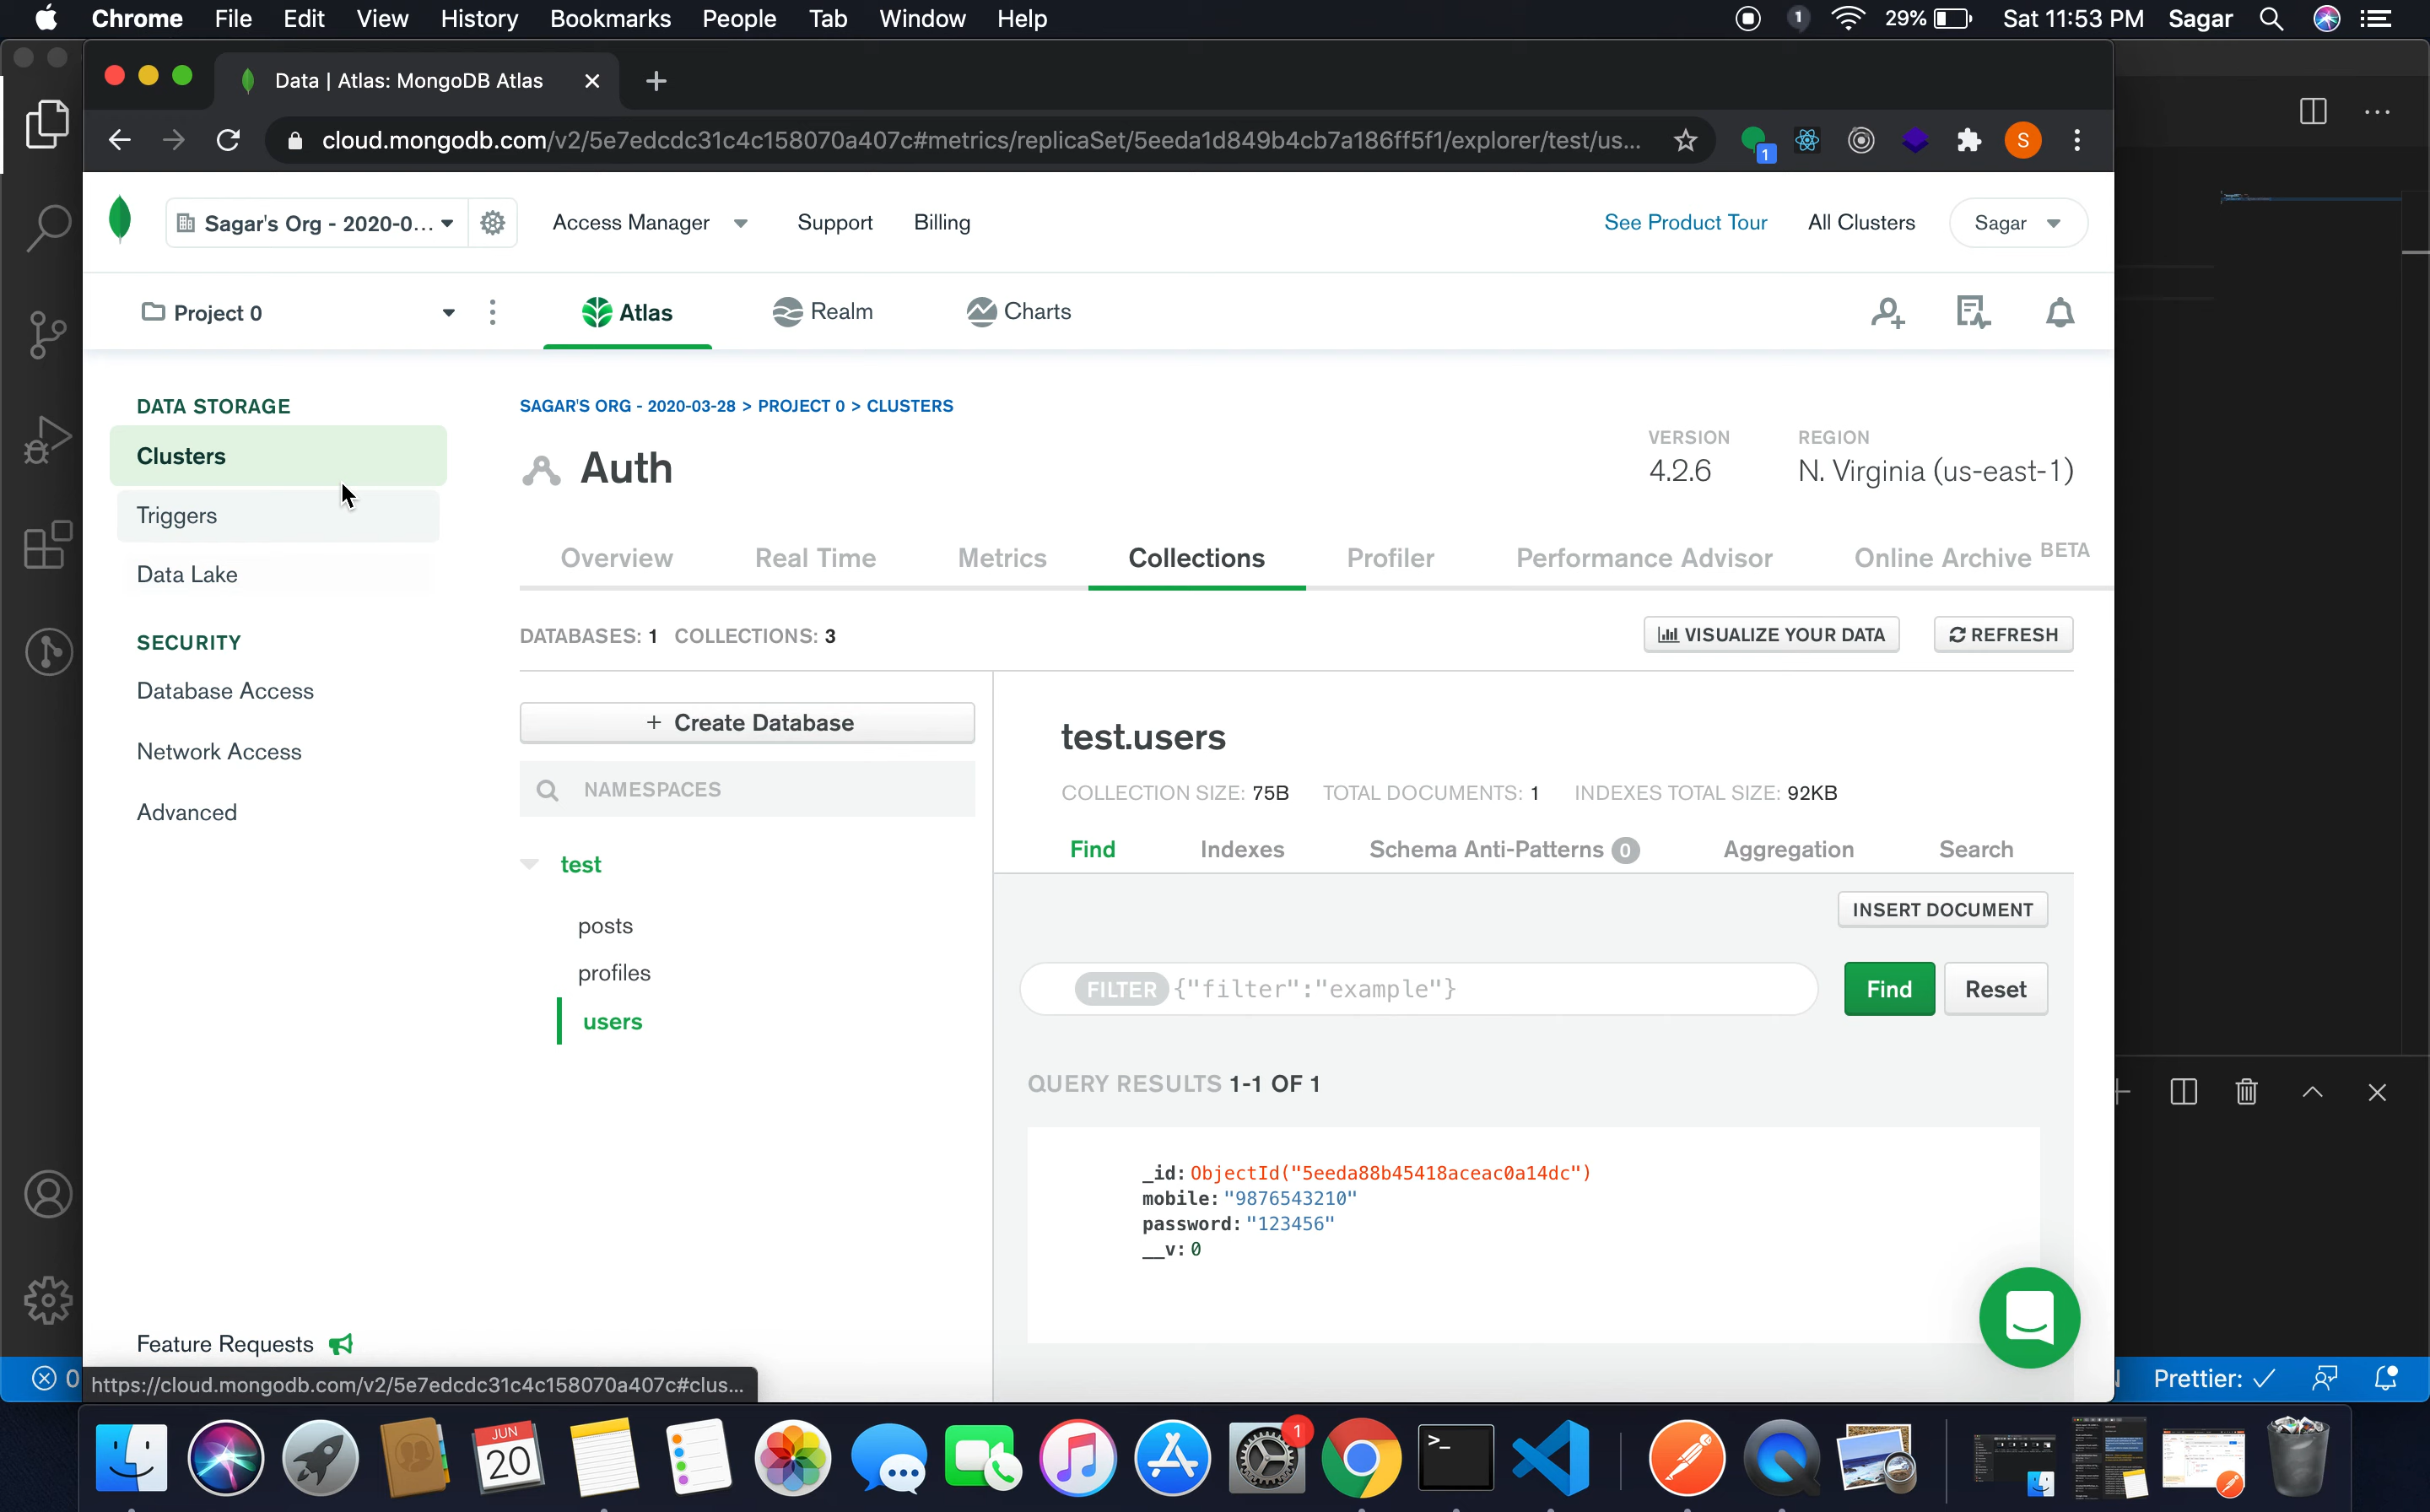 Chrome File Edit View History Bookmarks People Tab Window Help 1 29% Sat 11:53 PM Sagar
Data | Atlas: MongoDB Atlas
cloud.mongodb.com/v2/5e7edcdc31c4c158070a407c#metrics/replicaSet/5eeda1d849b4cb7a186ff5f1/explorer/test/us... 1 S
Sagar's Org - 2020-0... Access Manager Support Billing See Product Tour All Clusters Sagar
Project 0 Atlas Realm Charts
DATA STORAGE
Clusters
Triggers
Data Lake
SECURITY
Database Access
Network Access
Advanced
Feature Requests
SAGAR'S ORG - 2020-03-28 > PROJECT 0 > CLUSTERS
Auth
VERSION
4.2.6
REGION
N. Virginia (us-east-1)
Overview Real Time Metrics Collections Profiler Performance Advisor Online Archive BETA
DATABASES: 1 COLLECTIONS: 3
VISUALIZE YOUR DATA REFRESH
+ Create Database
NAMESPACES
test
posts
profiles
users
test.users
COLLECTION SIZE: 75B TOTAL DOCUMENTS: 1 INDEXES TOTAL SIZE: 92KB
Find Indexes Schema Anti-Patterns 0 Aggregation Search
INSERT DOCUMENT
FILTER {"filter":"example"} Find Reset
QUERY RESULTS 1-1 OF 1
_id: ObjectId("5eeda88b45418aceac0a14dc")
mobile: "9876543210"
password: "123456"
__v: 0
https://cloud.mongodb.com/v2/5e7edcdc31c4c158070a407c#clus...
0 Prettier:
JUN
20
1
>_